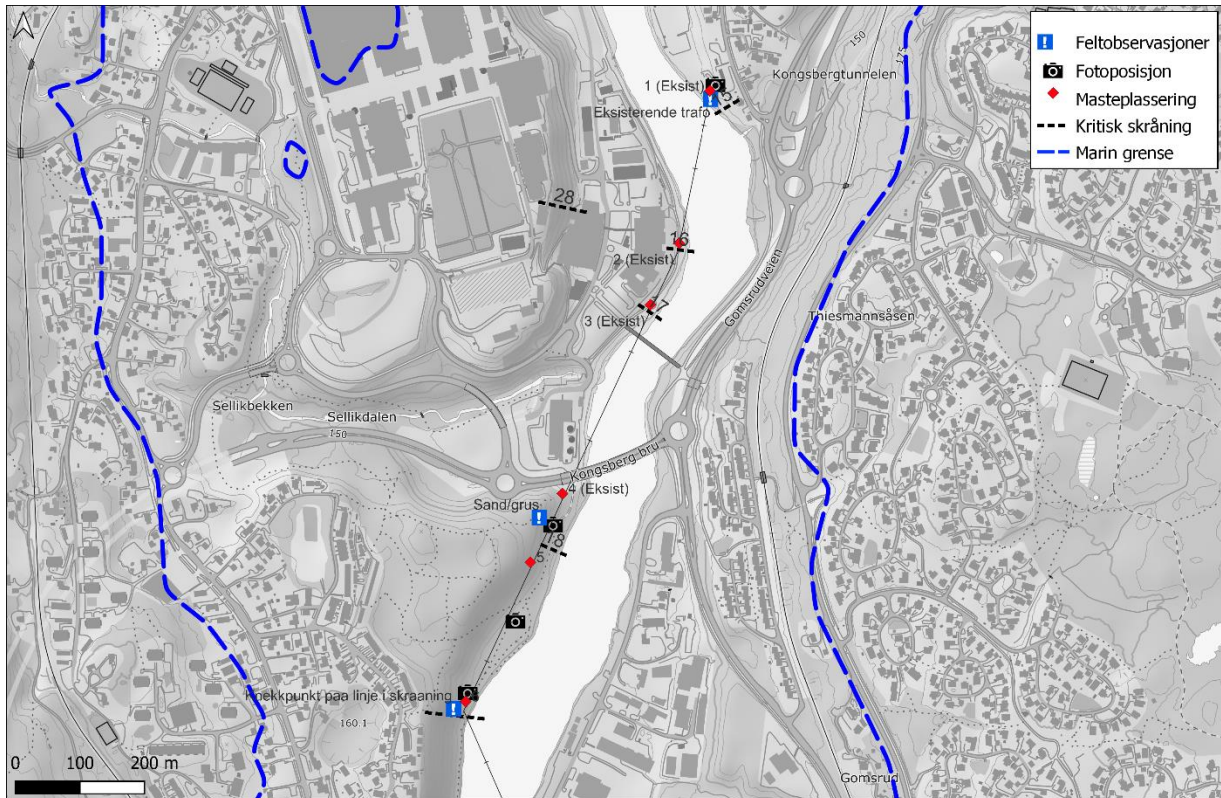 Feltobservasjoner
Fotoposisjon
Masteplassering
Kritisk skråning
Marin grense
150
175
Kongsbergtunnelen
1 (Eksist)
5
Eksisterende trafo
28
16
2 (Eksist)
17
3 (Eksist)
Gomsrudveien
Thiesmannsåsen
Sellikbekken
Sellikdalen
150
Kongsberg bru
4 (Eksist)
Sand/grus
18
5
Knekkpunkt paa linje i skraaning
160.1
Gomsrud
0 100 200 m